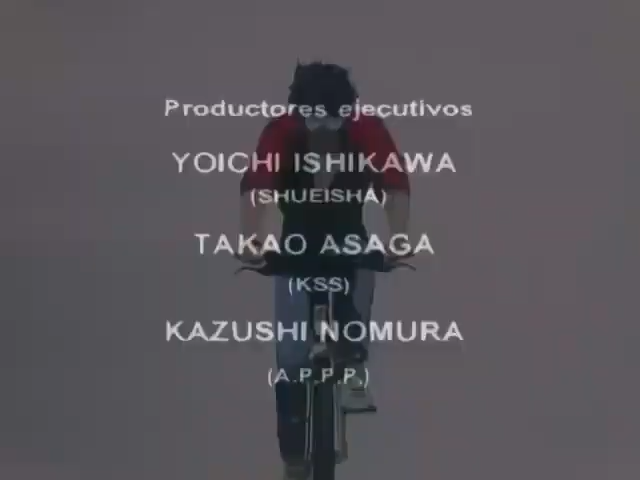 Productores ejecutivos
YOICHI ISHIKAWA
(SHUEISHA)
TAKAO ASAGA
(KSS)
KAZUSHI NOMURA
(A.P.P.P.)